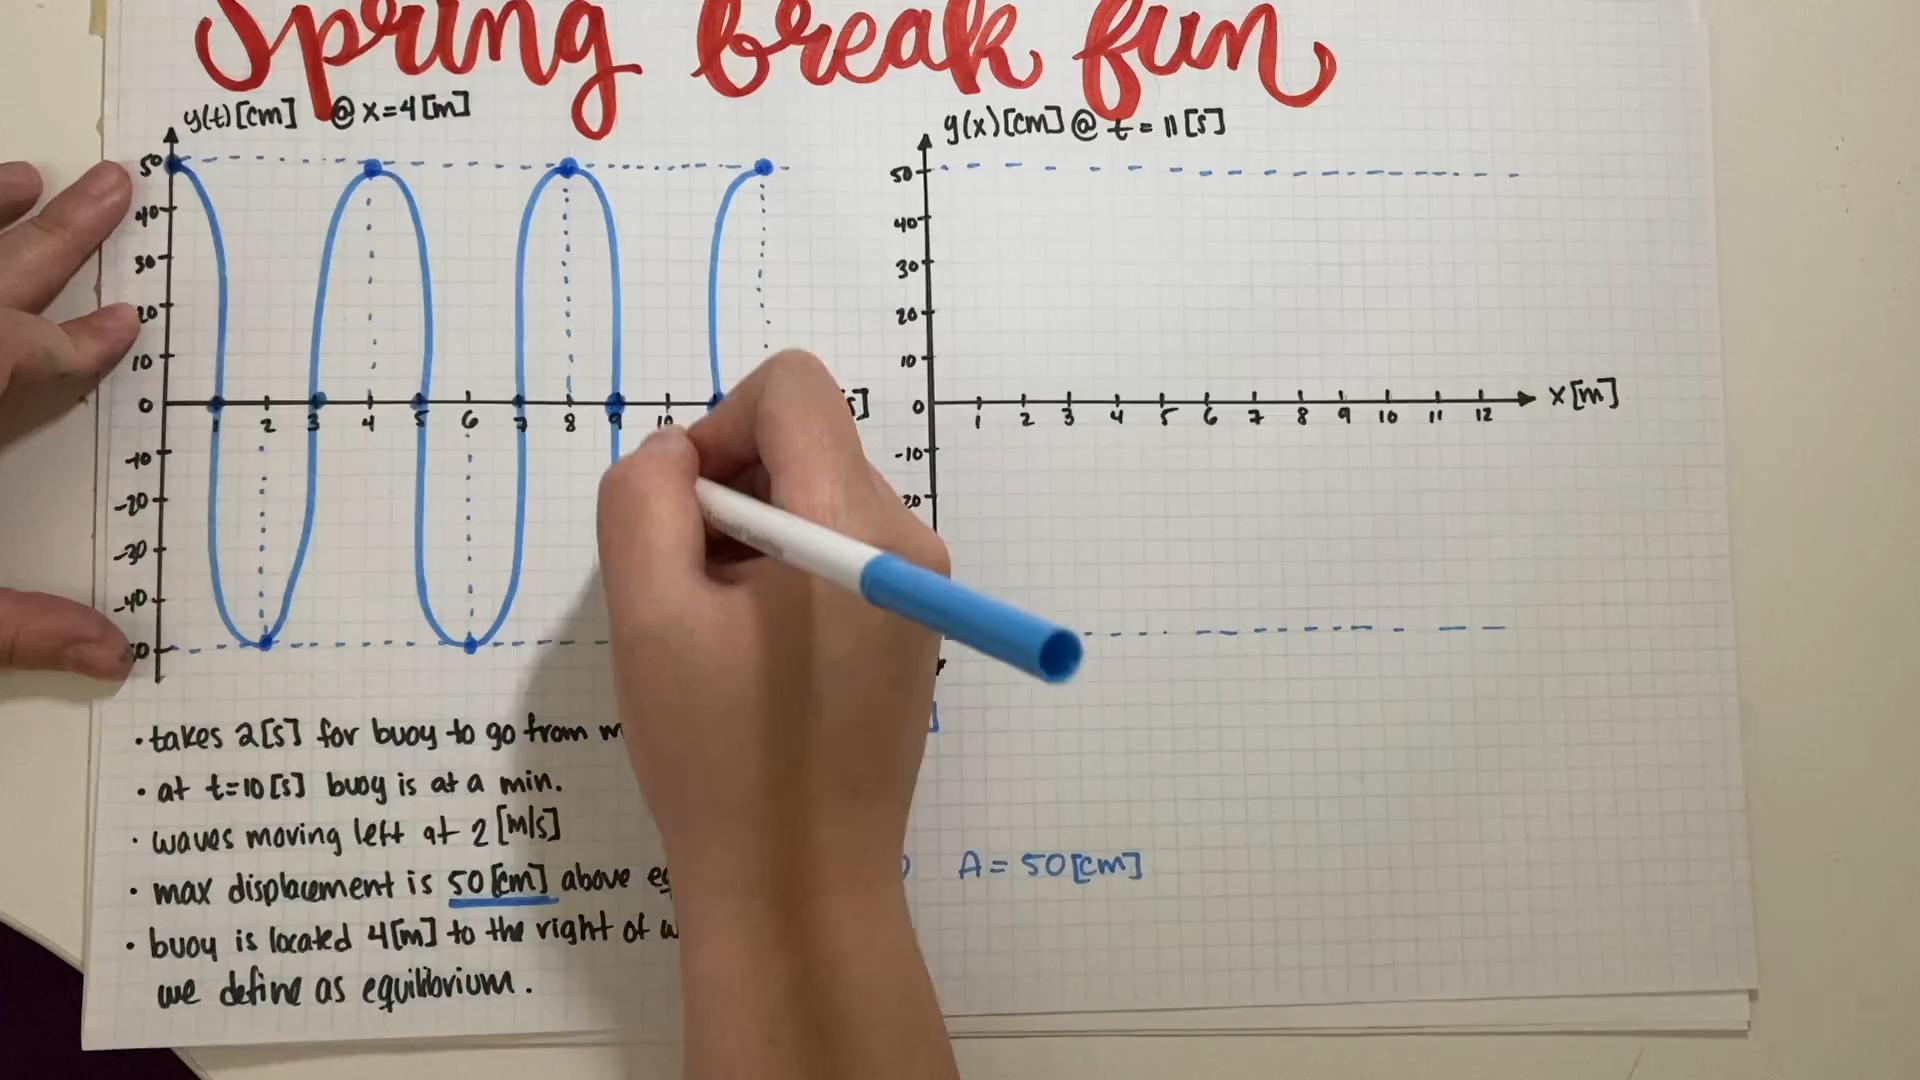 Spring break fun
y(t)[cm] @ x=4[m]
y(x)[cm] @ t = 11[s]
50
40
30
20
10
0
-10
-20
-30
-40
1 2 3 4 5 6 7 8 9 10
50
40
30
20
10
0
-10
1 2 3 4 5 6 7 8 9 10 11 12
x[m]
• takes 2[s] for buoy to go from
• at t=10[s] buoy is at a min.
• waves moving left at 2 [m/s]
• max displacement is 50[cm] above
A = 50[cm]
• buoy is located 4[m] to the right of
we define as equilibrium.